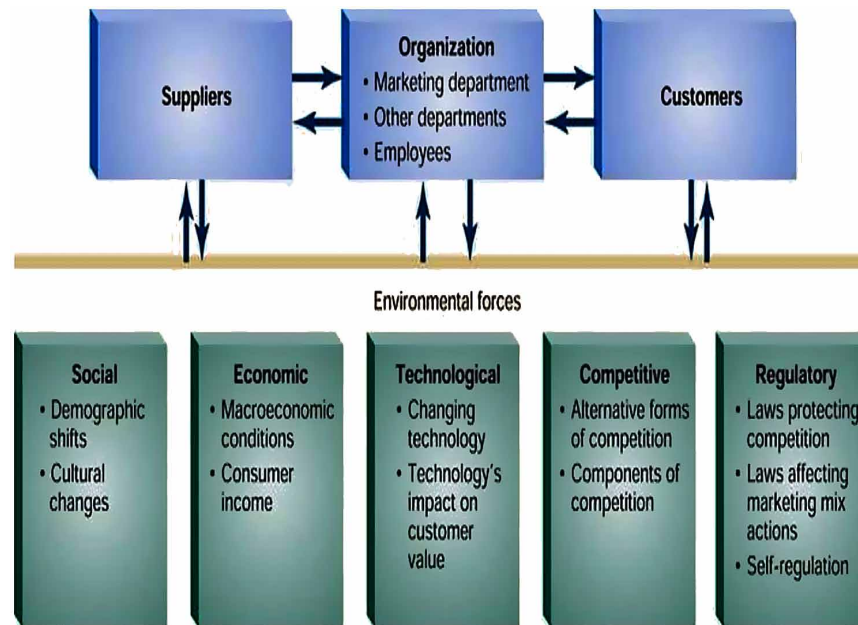 Suppliers
Organization
• Marketing department
• Other departments
• Employees
Customers
Environmental forces
Social
• Demographic
shifts
• Cultural
changes
Economic
• Macroeconomic
conditions
• Consumer
income
Technological
• Changing
technology
• Technology's
impact on
customer
value
Competitive
• Alternative forms
of competition
• Components of
competition
Regulatory
• Laws protecting
competition
• Laws affecting
marketing mix
actions
• Self-regulation